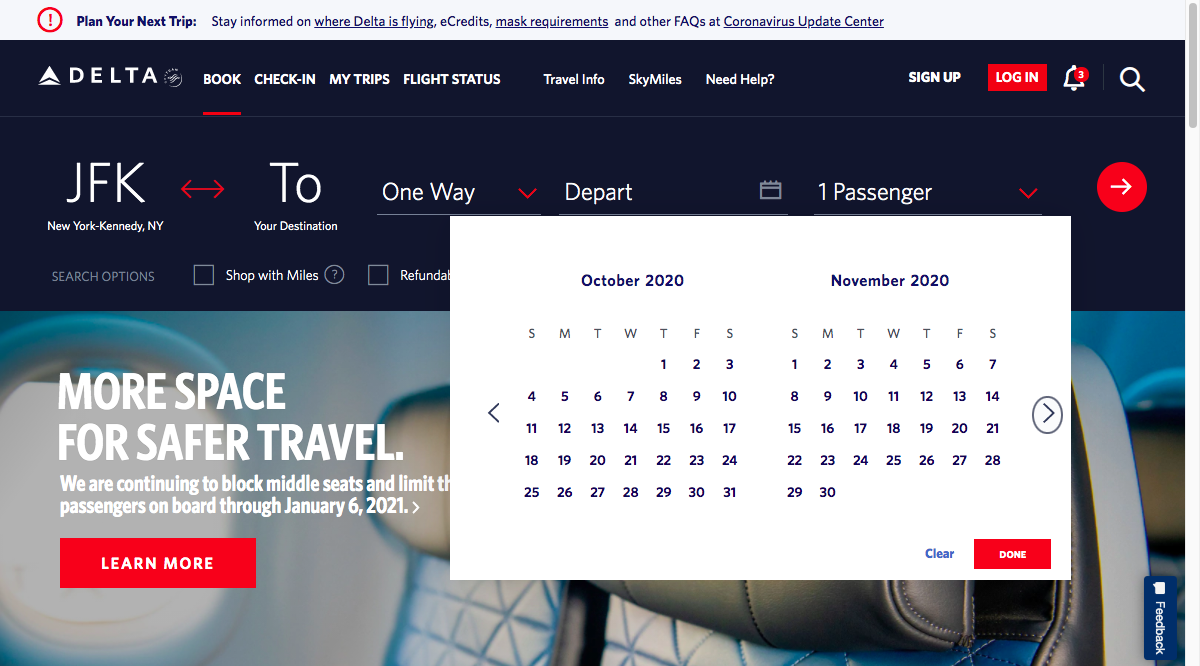 Plan Your Next Trip: Stay informed on where Delta is flying, eCredits, mask requirements and other FAQs at Coronavirus Update Center
DELTA BOOK CHECK-IN MY TRIPS FLIGHT STATUS Travel Info SkyMiles Need Help? SIGN UP LOG IN 3
JFK To One Way Depart 1 Passenger
New York-Kennedy, NY Your Destination
SEARCH OPTIONS Shop with Miles ? Refundab
October 2020 November 2020
S M T W T F S S M T W T F S
1 2 3 1 2 3 4 5 6 7
4 5 6 7 8 9 10 8 9 10 11 12 13 14
11 12 13 14 15 16 17 15 16 17 18 19 20 21
18 19 20 21 22 23 24 22 23 24 25 26 27 28
25 26 27 28 29 30 31 29 30
Clear DONE
MORE SPACE
FOR SAFER TRAVEL.
We are continuing to block middle seats and limit th
passengers on board through January 6, 2021.
LEARN MORE
Feedback